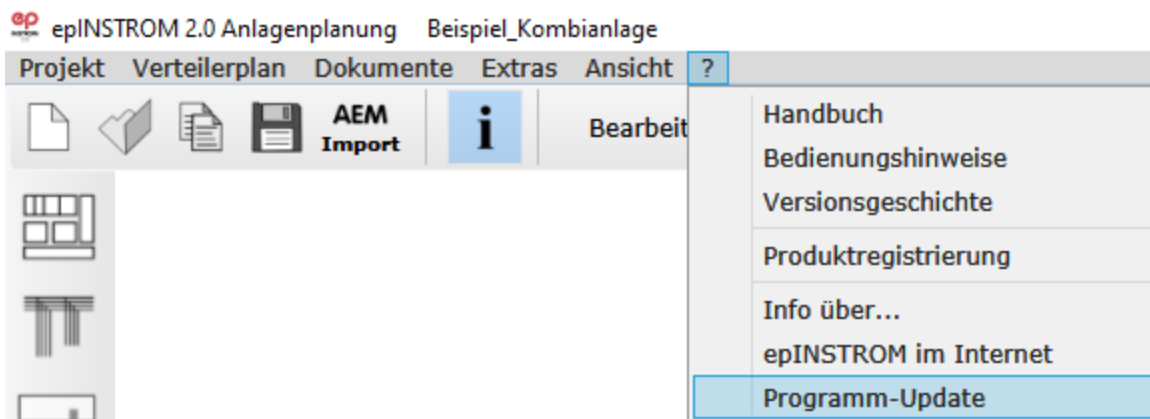 epINSTROM 2.0 Anlagenplanung Beispiel_Kombianlage
Projekt Verteilerplan Dokumente Extras Ansicht ?
AEM
Import
i
Bearbeit
Handbuch
Bedienungshinweise
Versionsgeschichte
Produktregistrierung
Info über...
epINSTROM im Internet
Programm-Update